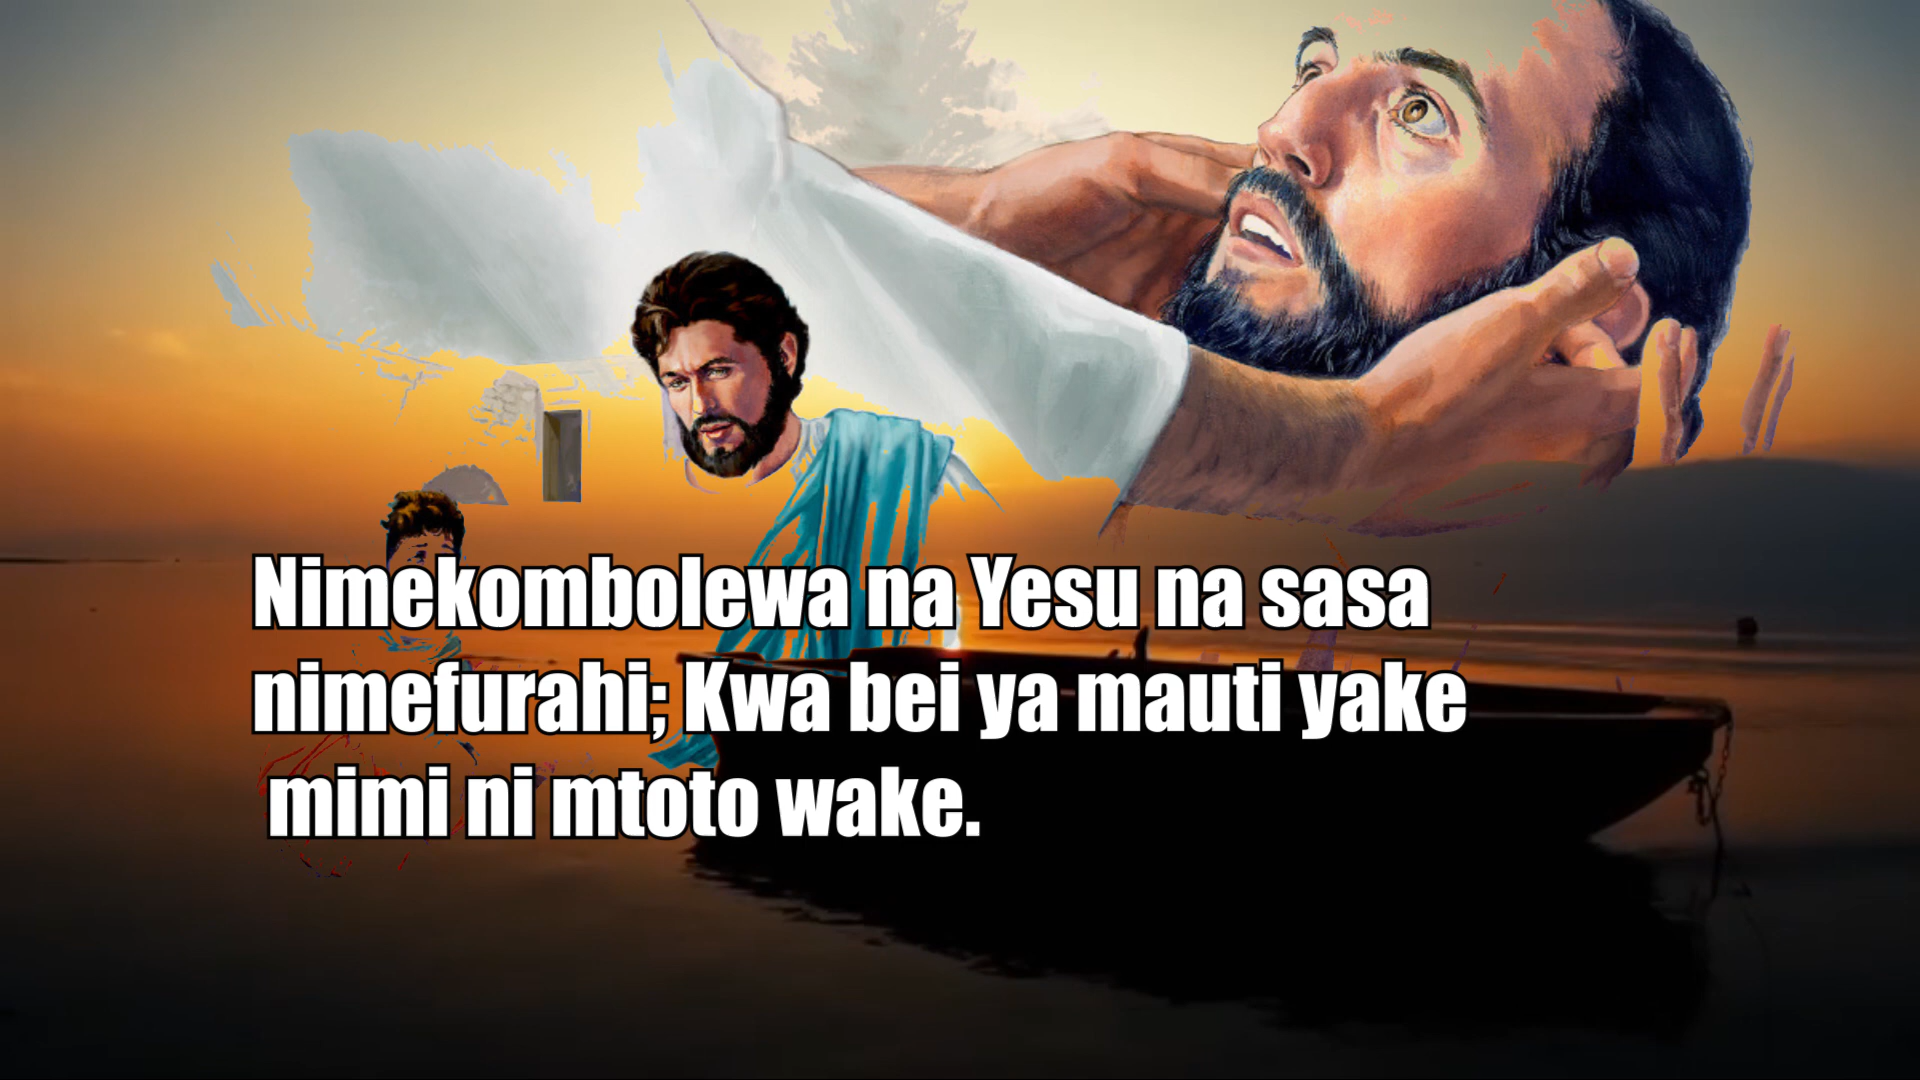 Nimekombolewa na Yesu na sasa
nimefurahi; Kwa bei ya mauti yake
mimi ni mtoto wake.